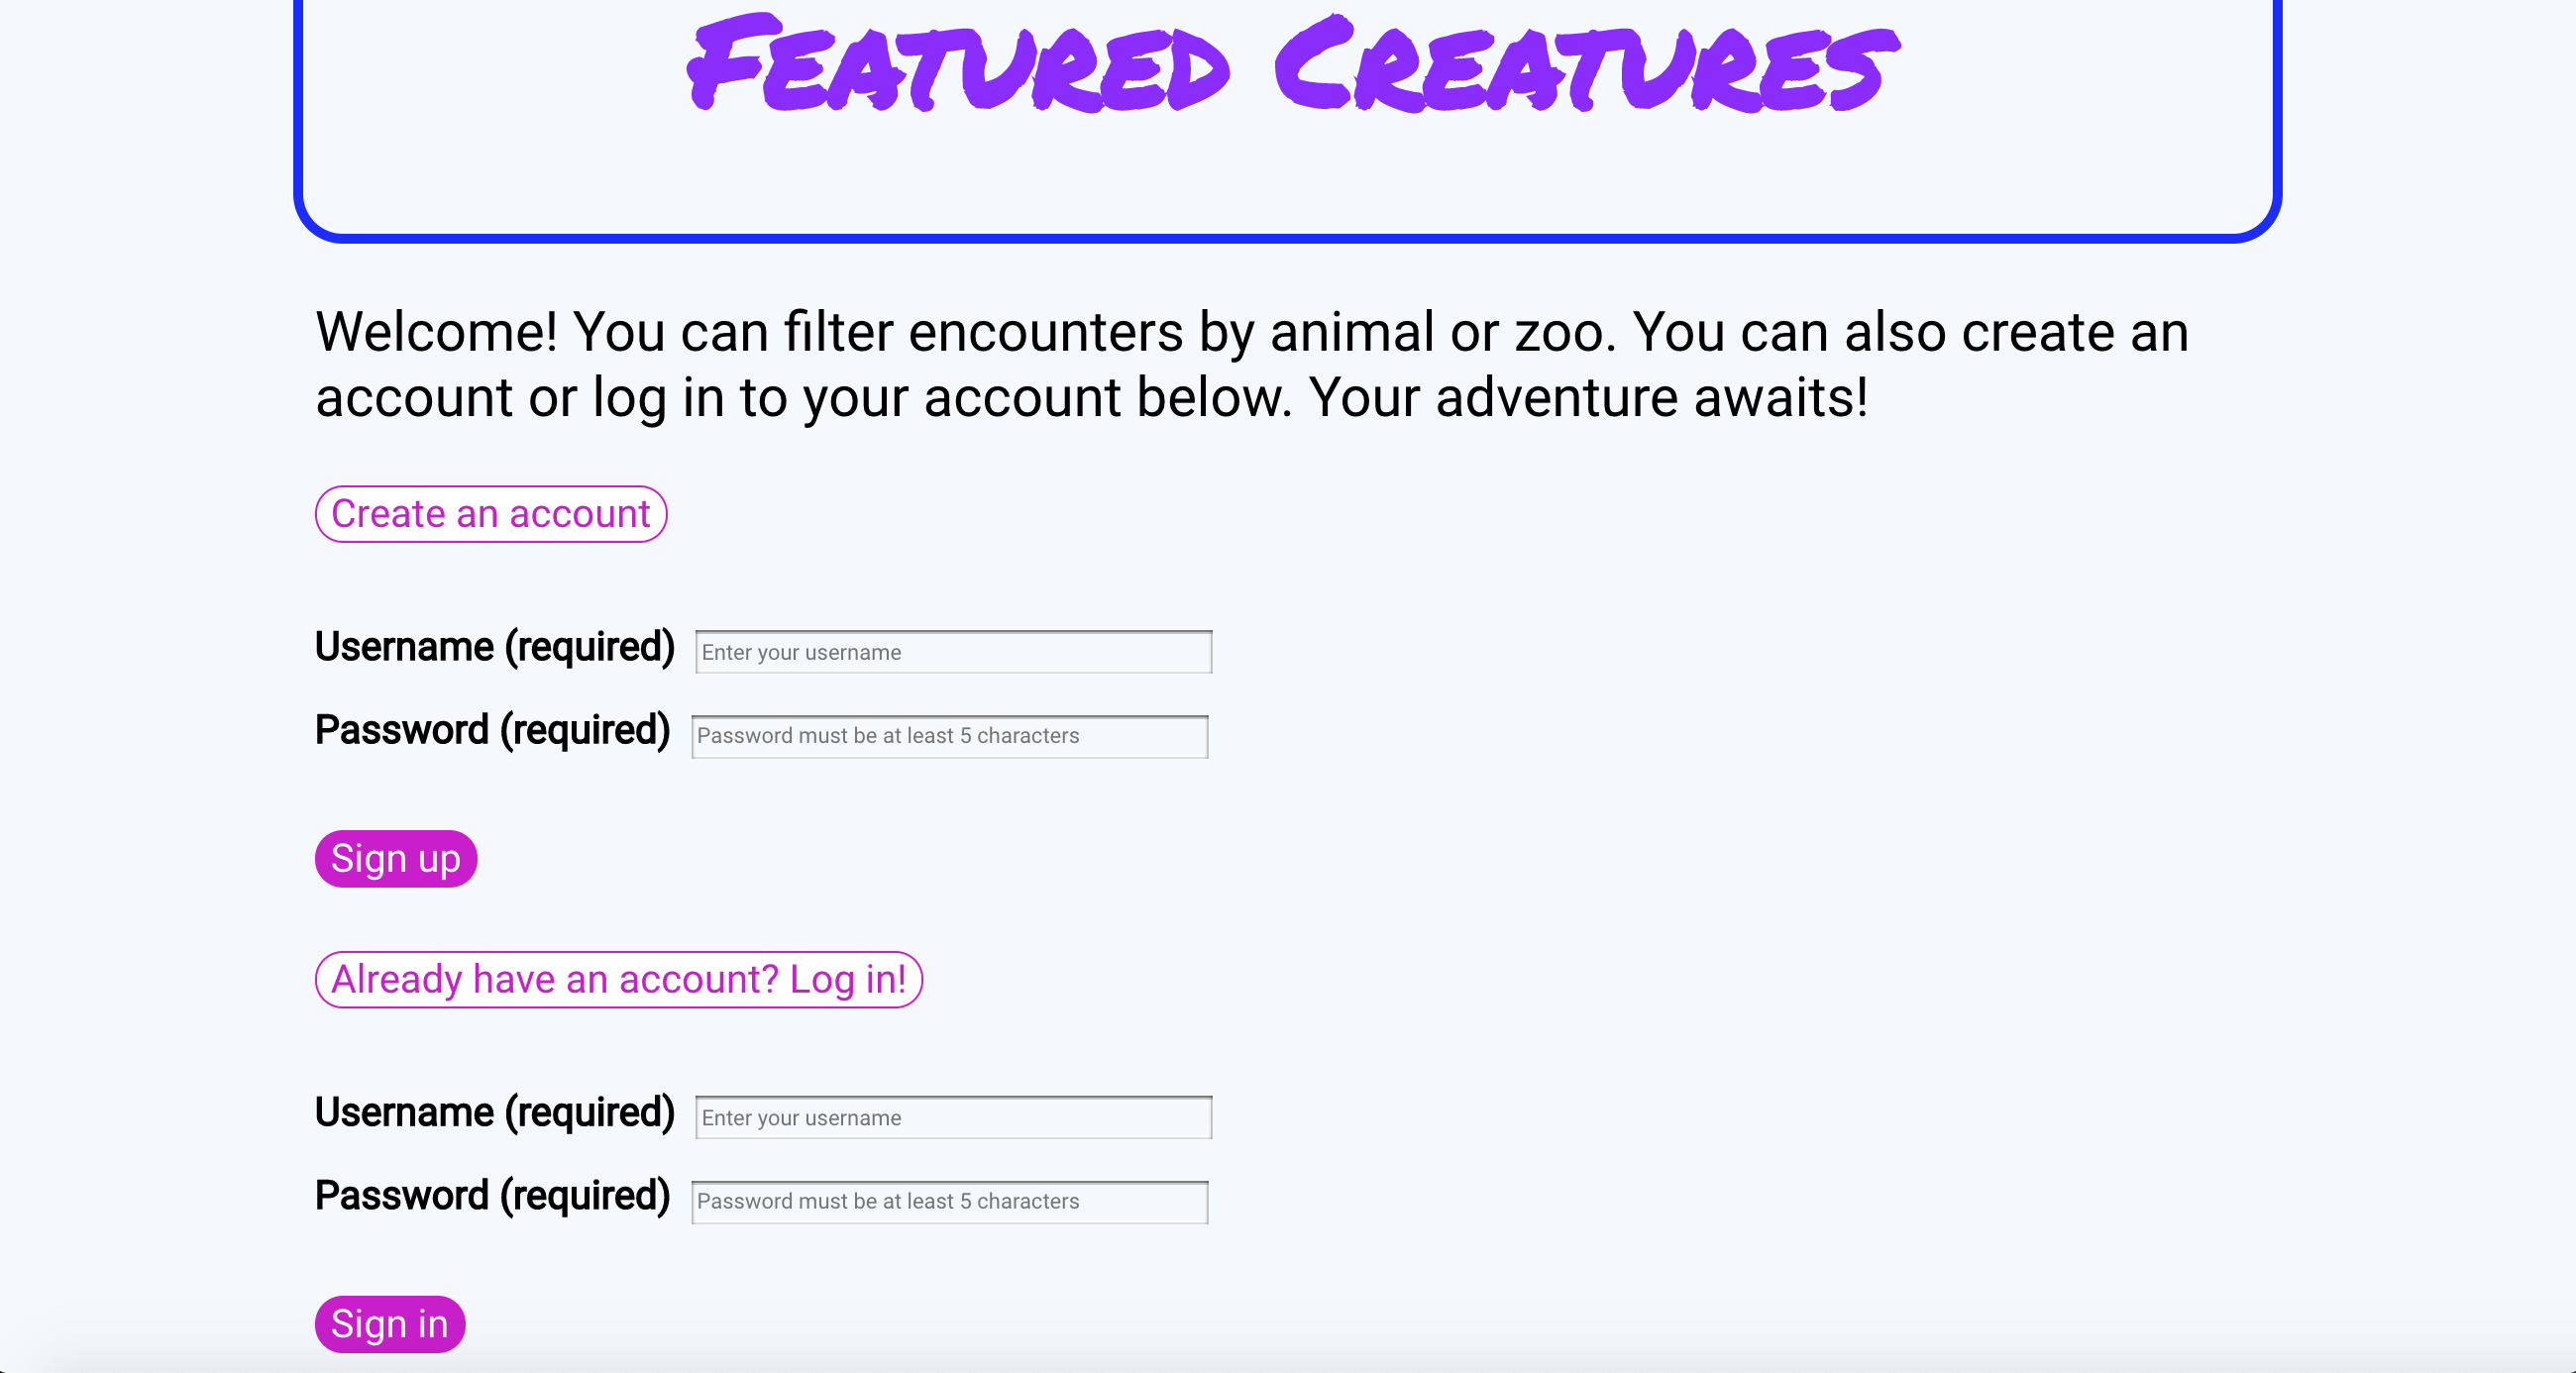 Featured Creatures
Welcome! You can filter encounters by animal or zoo. You can also create an
account or log in to your account below. Your adventure awaits!
Create an account
Username (required) Enter your username
Password (required) Password must be at least 5 characters
Sign up
Already have an account? Log in!
Username (required) Enter your username
Password (required) Password must be at least 5 characters
Sign in